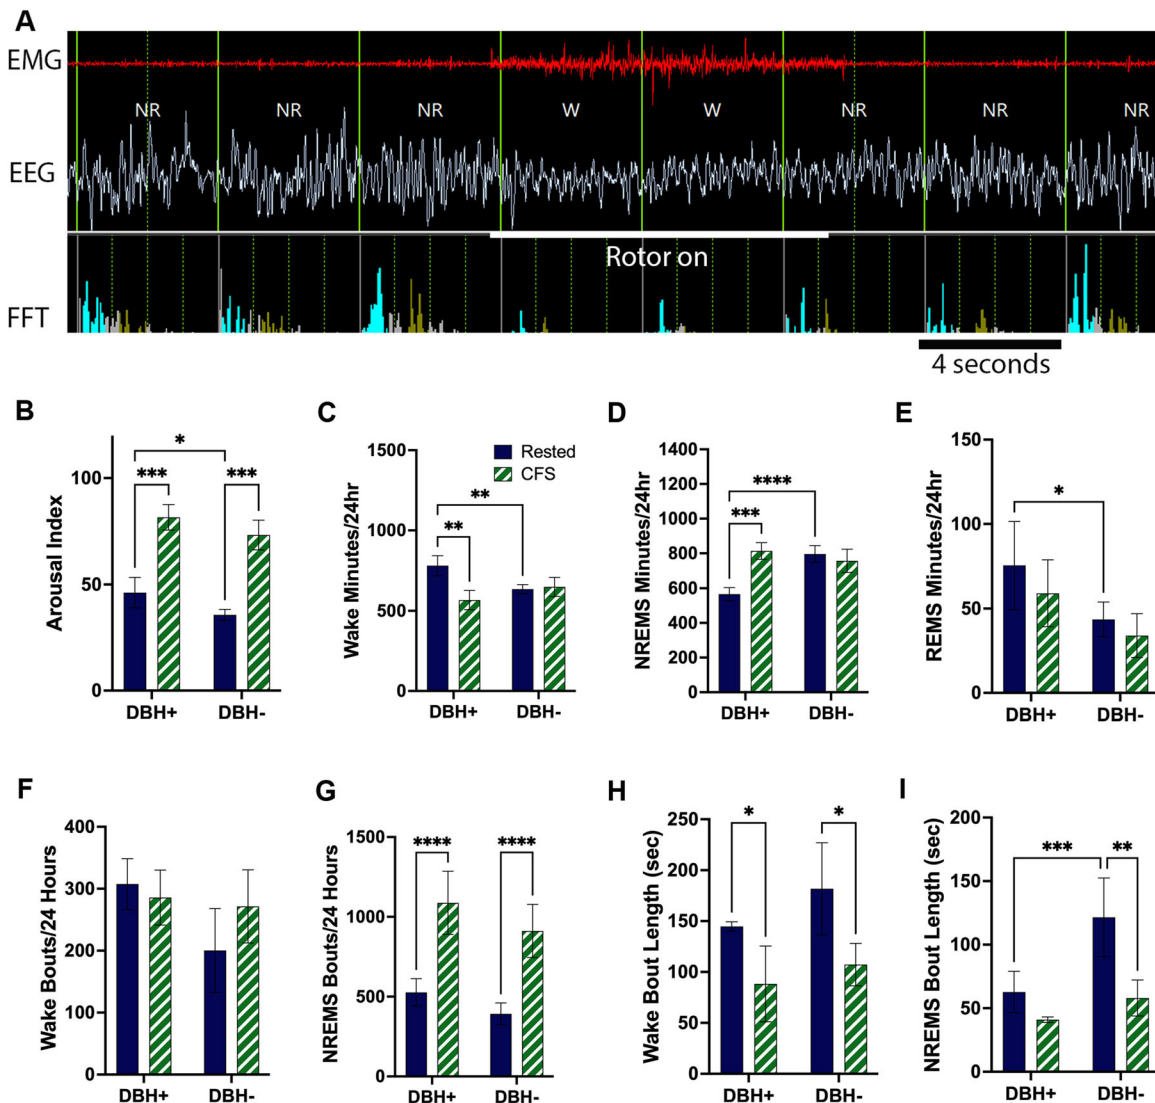 A
EMG
NR NR NR W W NR NR NR
EEG
Rotor on
FFT
4 seconds
B
Arousal Index
100
50
0
*
*** ***
DBH+ DBH-
C
Wake Minutes/24hr
1500
1000
500
0
Rested
CFS
**
**
DBH+ DBH-
D
NREMS Minutes/24hr
1400
1200
1000
800
600
400
200
0
****
***
DBH+ DBH-
E
REMS Minutes/24hr
150
100
50
0
*
DBH+ DBH-
F
Wake Bouts/24 Hours
400
300
200
100
0
DBH+ DBH-
G
NREMS Bouts/24 Hours
1500
1000
500
0
**** ****
DBH+ DBH-
H
Wake Bout Length (sec)
250
200
150
100
50
0
* *
DBH+ DBH-
I
NREMS Bout Length (sec)
200
150
100
50
0
*** **
DBH+ DBH-